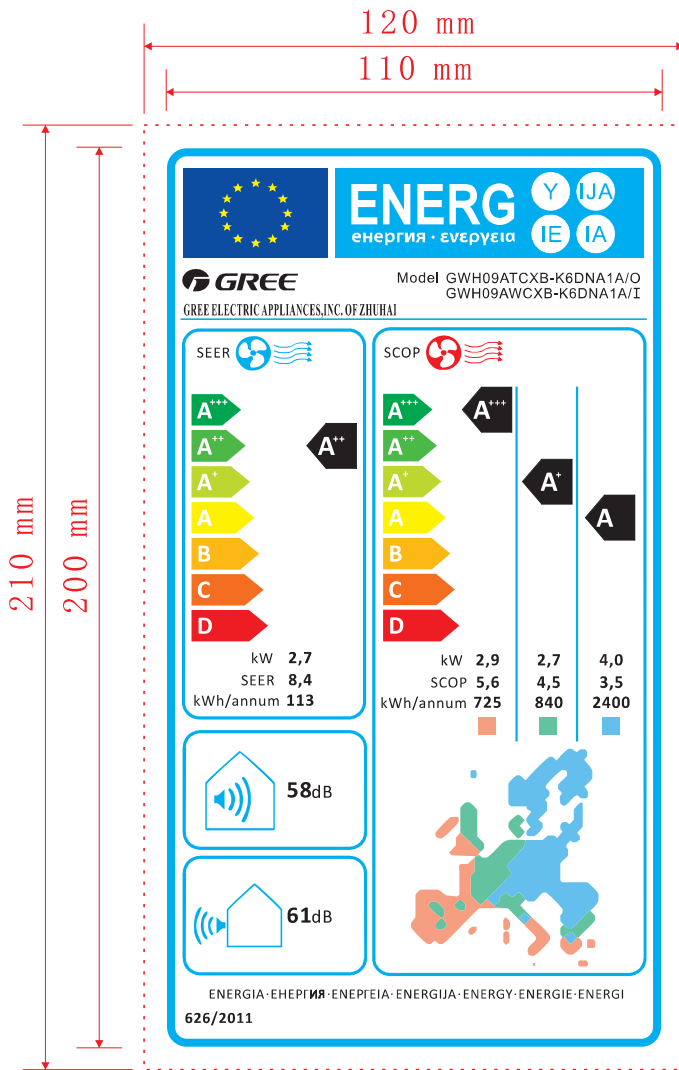 120 mm
110 mm
210 mm
200 mm
ENERG
енергия · ενεργεια
Y
IJA
IE
IA
GREE
Model GWH09ATCXB-K6DNA1A/O
GWH09AWCXB-K6DNA1A/I
GREE ELECTRIC APPLIANCES,INC. OF ZHUHAI
SEER
A+++
A++
A+
A
B
C
D
A++
kW 2,7
SEER 8,4
kWh/annum 113
SCOP
A+++
A++
A+
A
B
C
D
A+++
A+
A
kW 2,9 2,7 4,0
SCOP 5,6 4,5 3,5
kWh/annum 725 840 2400
58dB
61dB
ENERGIA·ЕНЕРГИЯ·ΕΝΕΡΓΕΙΑ·ENERGIJA·ENERGY·ENERGIE·ENERGI
626/2011